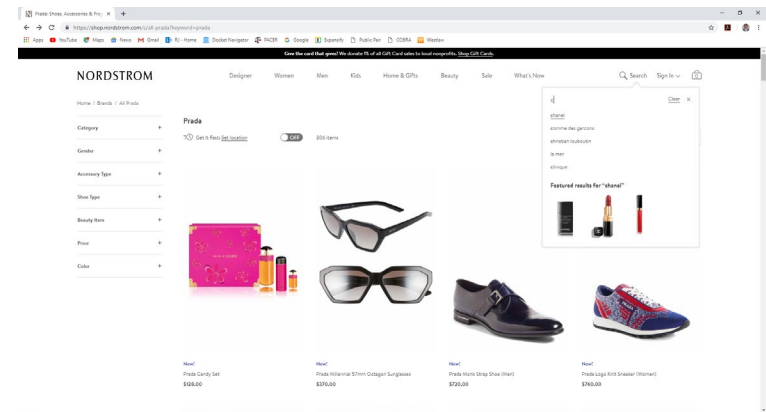 Prada: Shoes, Accessories & Frag
https://shop.nordstrom.com/c/all-prada?keyword=prada
Apps YouTube Maps News Gmail RJ - Home Docket Navigator PACER Google Expensify Public Pair COBRA Westlaw
Give the card that gives! We donate 1% of all Gift Card sales to local nonprofits. Shop Gift Cards.
NORDSTROM
Designer Women Men Kids Home & Gifts Beauty Sale What's Now
Search Sign In 0
Home / Brands / All Prada
Category +
Gender +
Accessory Type +
Shoe Type +
Beauty Item +
Price +
Color +
Prada
Get It Fast: Set location OFF 306 items
c Clear ×
chanel
comme des garcons
christian louboutin
la mer
clinique
Featured results for "chanel"
New!
Prada Candy Set
$128.00
New!
Prada Millennial 57mm Octagon Sunglasses
$370.00
New!
Prada Monk Strap Shoe (Men)
$720.00
New!
Prada Logo Knit Sneaker (Women)
$760.00